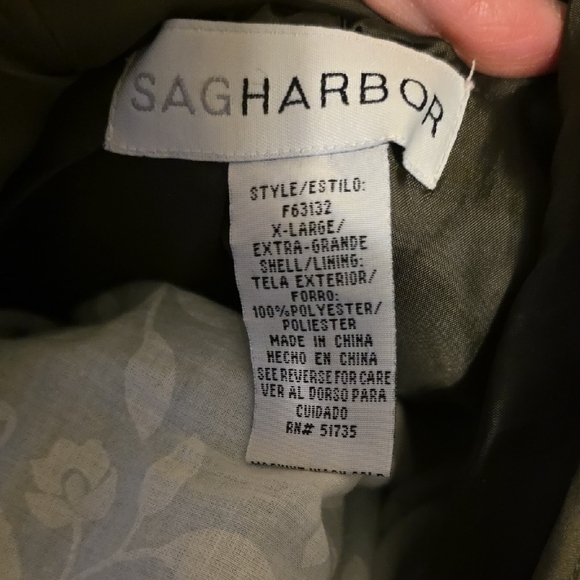 SAGHARBOR
STYLE/ESTILO:
F63132
X-LARGE/
EXTRA-GRANDE
SHELL/LINING:
TELA EXTERIOR/
FORRO:
100%POLYESTER/
POLIESTER
MADE IN CHINA
HECHO EN CHINA
SEE REVERSE FOR CARE
VER AL DORSO PARA
CUIDADO
RN# 51735